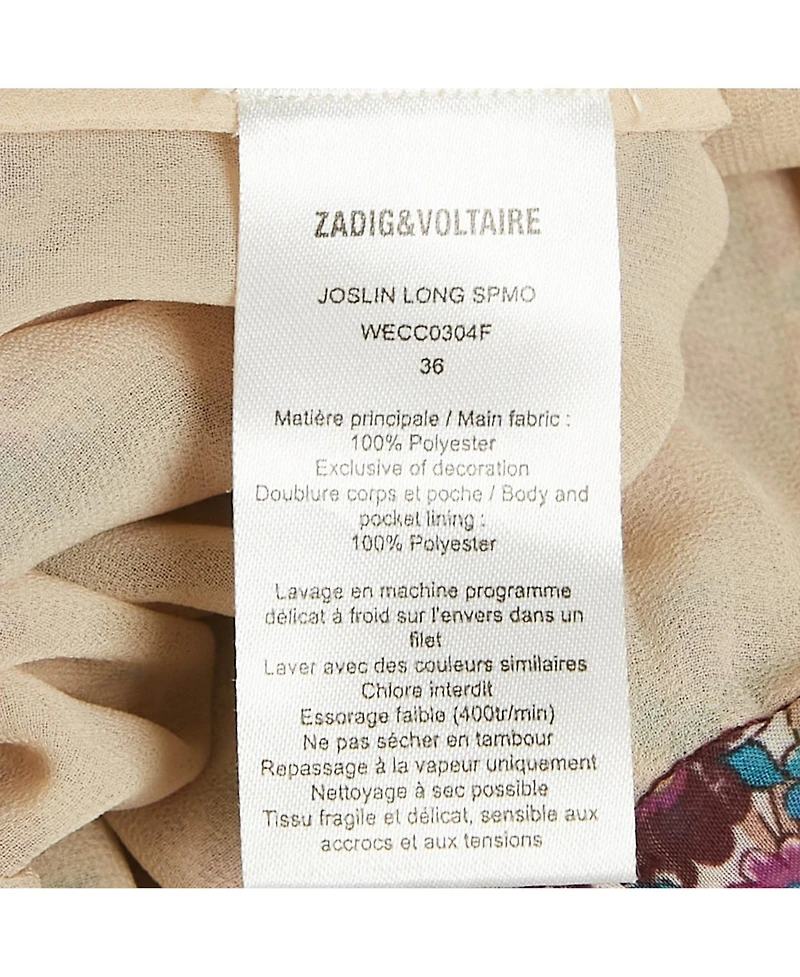 ZADIG&VOLTAIRE
JOSLIN LONG SPMO
WECC0304F
36
Matière principale / Main fabric :
100% Polyester
Exclusive of decoration
Doublure corps et poche / Body and
pocket lining :
100% Polyester
Lavage en machine programme
délicat à froid sur l'envers dans un
filet
Laver avec des couleurs similaires
Chlore interdit
Essorage faible (400tr/min)
Ne pas sécher en tambour
Repassage à la vapeur uniquement
Nettoyage à sec possible
Tissu fragile et délicat, sensible aux
accrocs et aux tensions